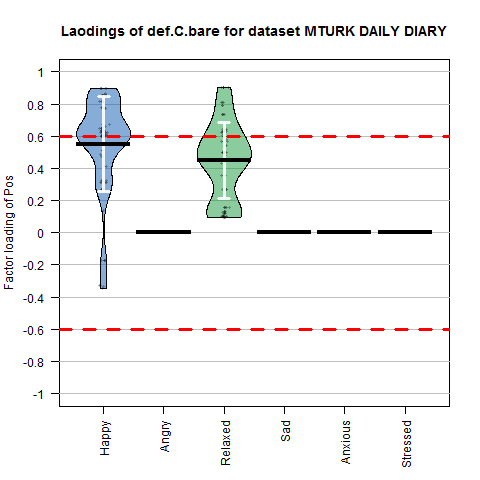 Laodings of def.C.bare for dataset MTURK DAILY DIARY
Factor loading of Pos
1
0.8
0.6
0.4
0.2
0
-0.2
-0.4
-0.6
-0.8
-1
Happy
Angry
Relaxed
Sad
Anxious
Stressed